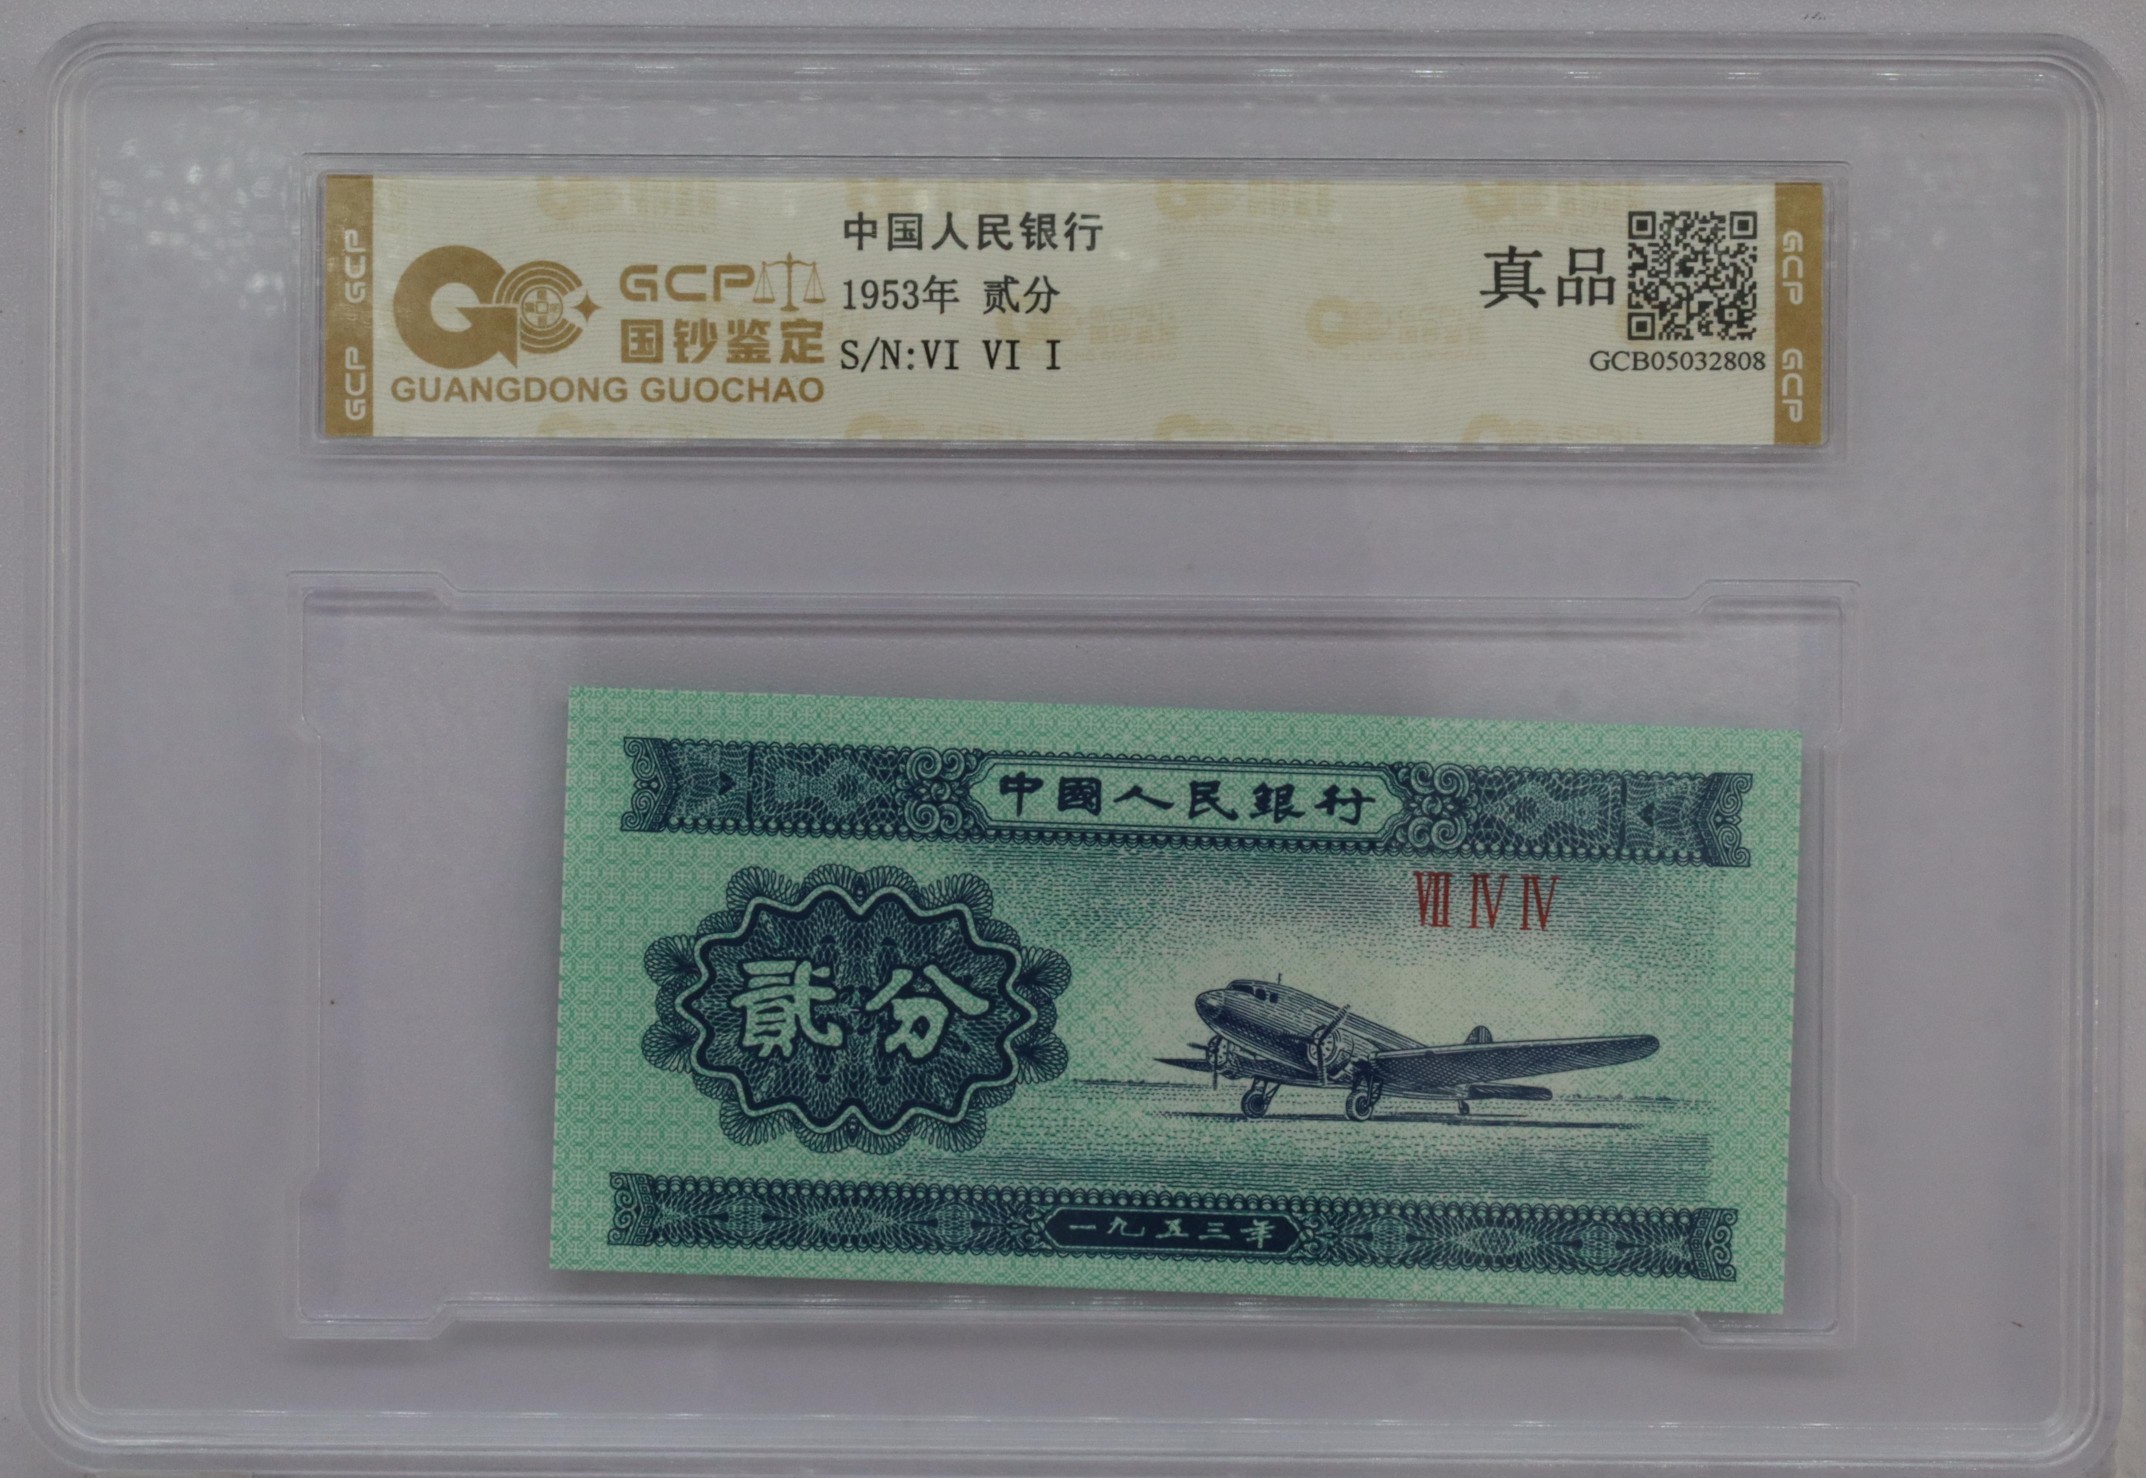 GCP GCP
GCP
国钞鉴定
GUANGDONG GUOCHAO
中国人民银行
1953年 贰分
S/N:VI VI I
真品
GCB05032808
GCP GCP
中國人民銀行
VIII IV IV
貳分
一九五三年